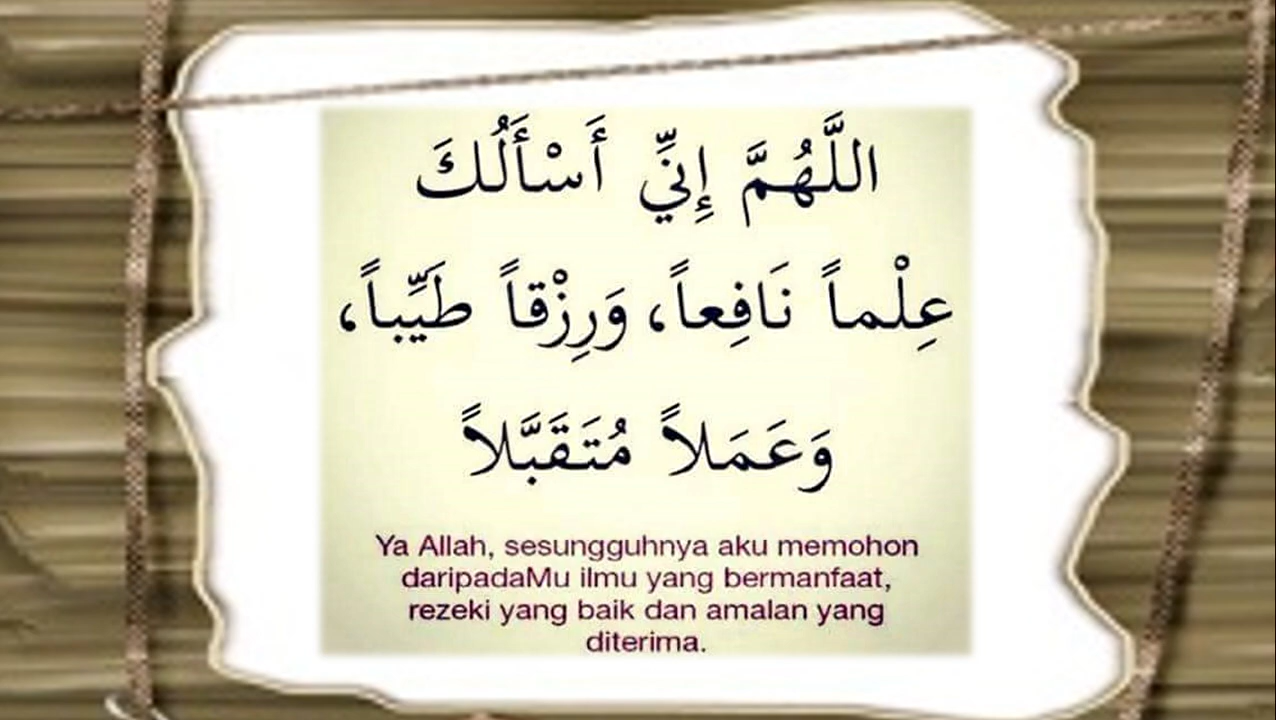 اللَّهُمَّ إِنِّي أَسْأَلُكَ
عِلْماً نَافِعاً، وَرِزْقاً طَيِّباً،
وَعَمَلاً مُتَقَبَّلاً
Ya Allah, sesungguhnya aku memohon
daripadaMu ilmu yang bermanfaat,
rezeki yang baik dan amalan yang
diterima.